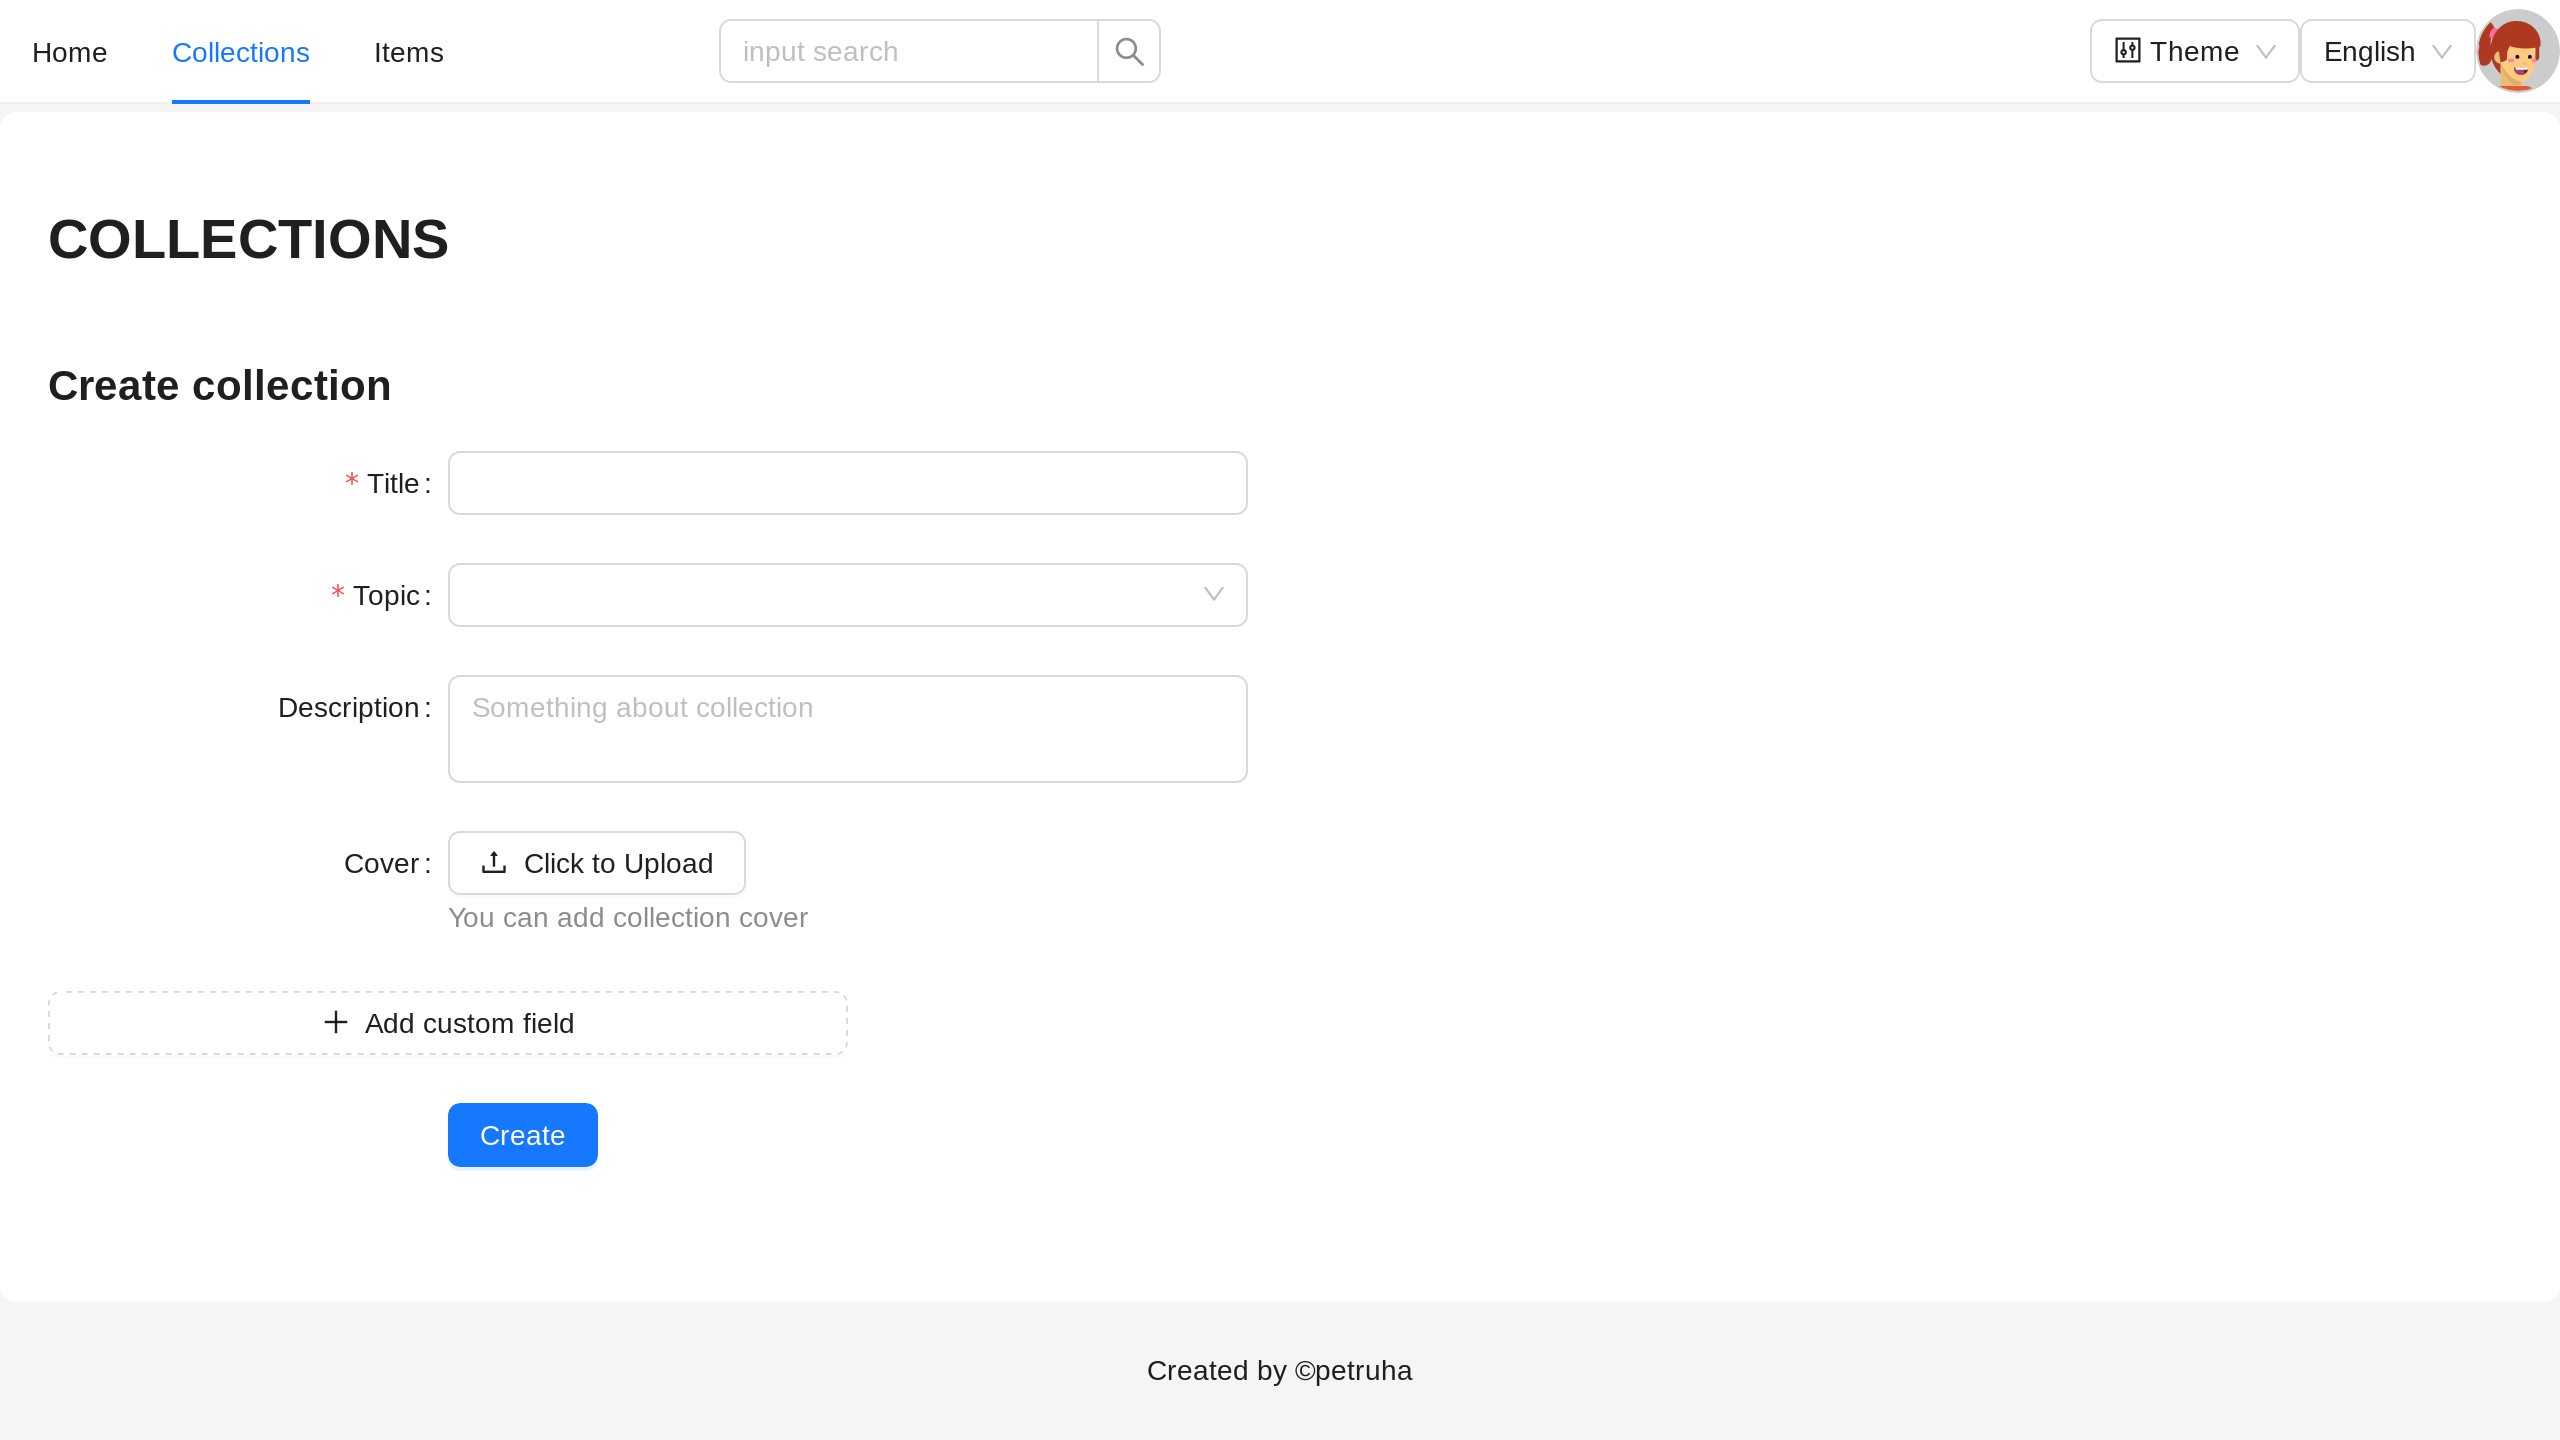 Home Collections Items input search Theme English
COLLECTIONS
Create collection
* Title :
* Topic :
Description : Something about collection
Cover : Click to Upload
You can add collection cover
Add custom field
Create
Created by ©petruha